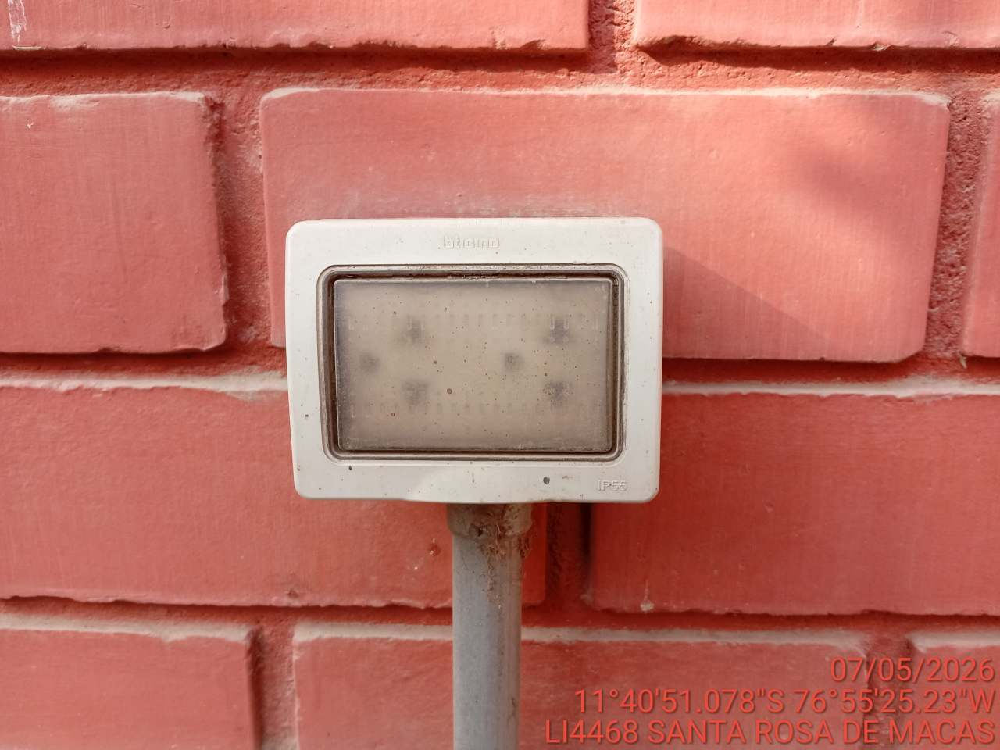 bticino
IP55
07/05/2026
11°40'51.078"S 76°55'25.23"W
LI4468 SANTA ROSA DE MACAS